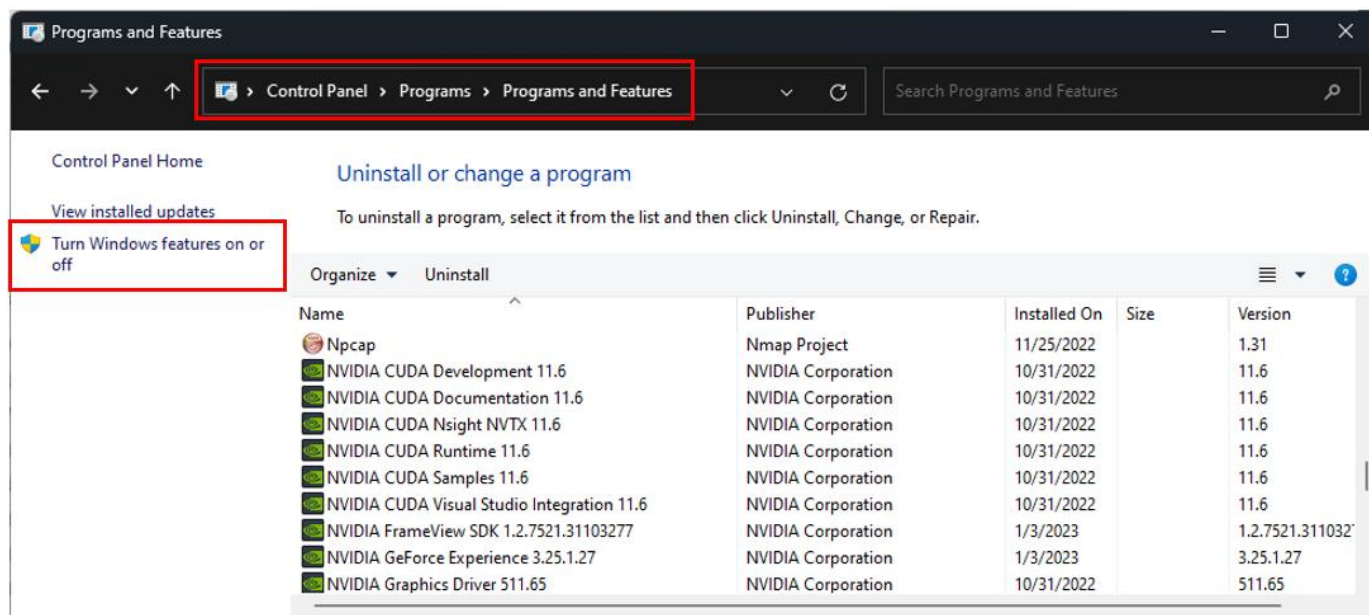 Programs and Features
Control Panel > Programs > Programs and Features
Search Programs and Features
Control Panel Home
View installed updates
Turn Windows features on or
off
Uninstall or change a program
To uninstall a program, select it from the list and then click Uninstall, Change, or Repair.
Organize Uninstall
Name Publisher Installed On Size Version
Npcap Nmap Project 11/25/2022 1.31
NVIDIA CUDA Development 11.6 NVIDIA Corporation 10/31/2022 11.6
NVIDIA CUDA Documentation 11.6 NVIDIA Corporation 10/31/2022 11.6
NVIDIA CUDA Nsight NVTX 11.6 NVIDIA Corporation 10/31/2022 11.6
NVIDIA CUDA Runtime 11.6 NVIDIA Corporation 10/31/2022 11.6
NVIDIA CUDA Samples 11.6 NVIDIA Corporation 10/31/2022 11.6
NVIDIA CUDA Visual Studio Integration 11.6 NVIDIA Corporation 10/31/2022 11.6
NVIDIA FrameView SDK 1.2.7521.31103277 NVIDIA Corporation 1/3/2023 1.2.7521.311032
NVIDIA GeForce Experience 3.25.1.27 NVIDIA Corporation 1/3/2023 3.25.1.27
NVIDIA Graphics Driver 511.65 NVIDIA Corporation 10/31/2022 511.65